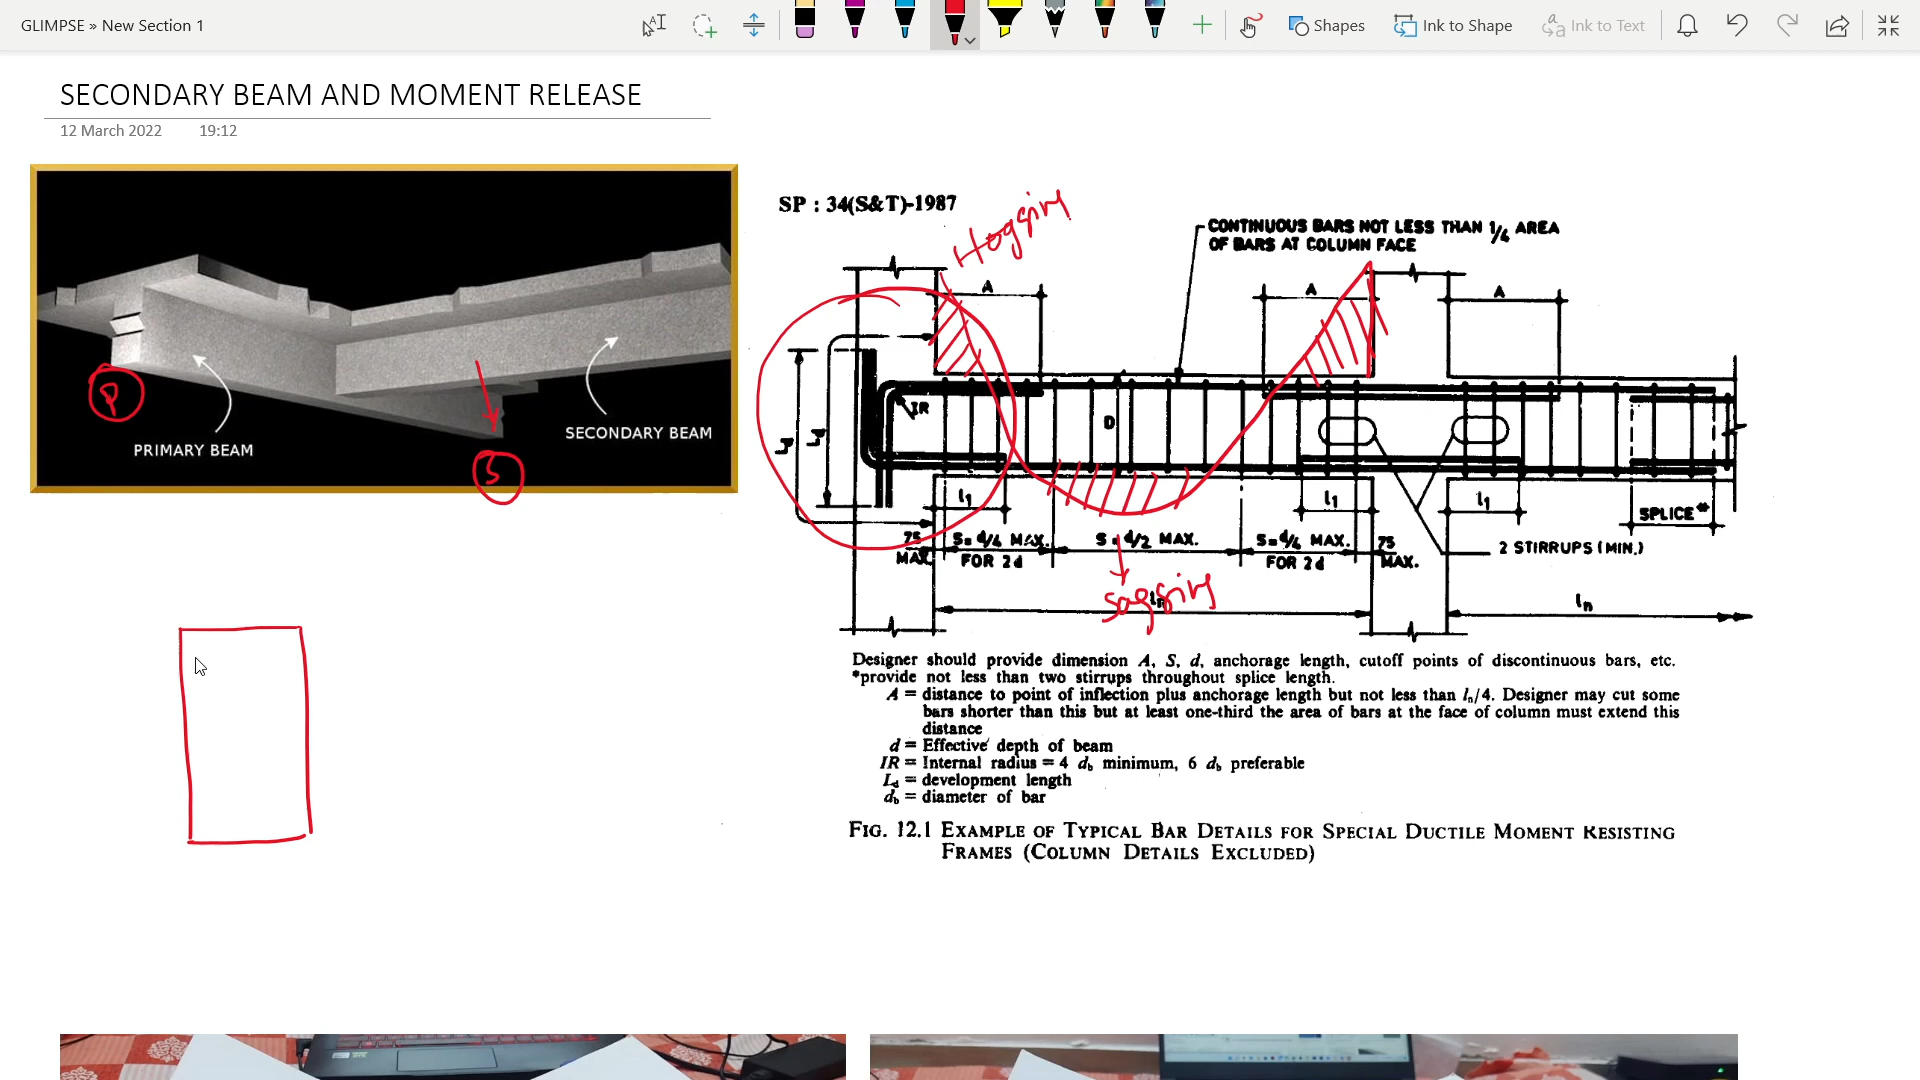 GLIMPSE » New Section 1
Shapes
Ink to Shape
Ink to Text
SECONDARY BEAM AND MOMENT RELEASE
12 March 2022 19:12
P
PRIMARY BEAM
SECONDARY BEAM
S
SP : 34(S&T)-1987
Hogging
CONTINUOUS BARS NOT LESS THAN 1/4 AREA
OF BARS AT COLUMN FACE
A
A
A
IR
D
Ld
Ld
l1
l1
l1
SPLICE*
75
MAX.
S=d/4 MAX.
FOR 2d
S=d/2 MAX.
S=d/4 MAX.
FOR 2d
75
MAX.
2 STIRRUPS (MIN.)
sagging
ln
ln
Designer should provide dimension A, S, d, anchorage length, cutoff points of discontinuous bars, etc.
*provide not less than two stirrups throughout splice length.
A = distance to point of inflection plus anchorage length but not less than ln/4. Designer may cut some
bars shorter than this but at least one-third the area of bars at the face of column must extend this
distance
d = Effective depth of beam
IR = Internal radius = 4 db minimum, 6 db preferable
Ld = development length
db = diameter of bar
FIG. 12.1 EXAMPLE OF TYPICAL BAR DETAILS FOR SPECIAL DUCTILE MOMENT RESISTING
FRAMES (COLUMN DETAILS EXCLUDED)